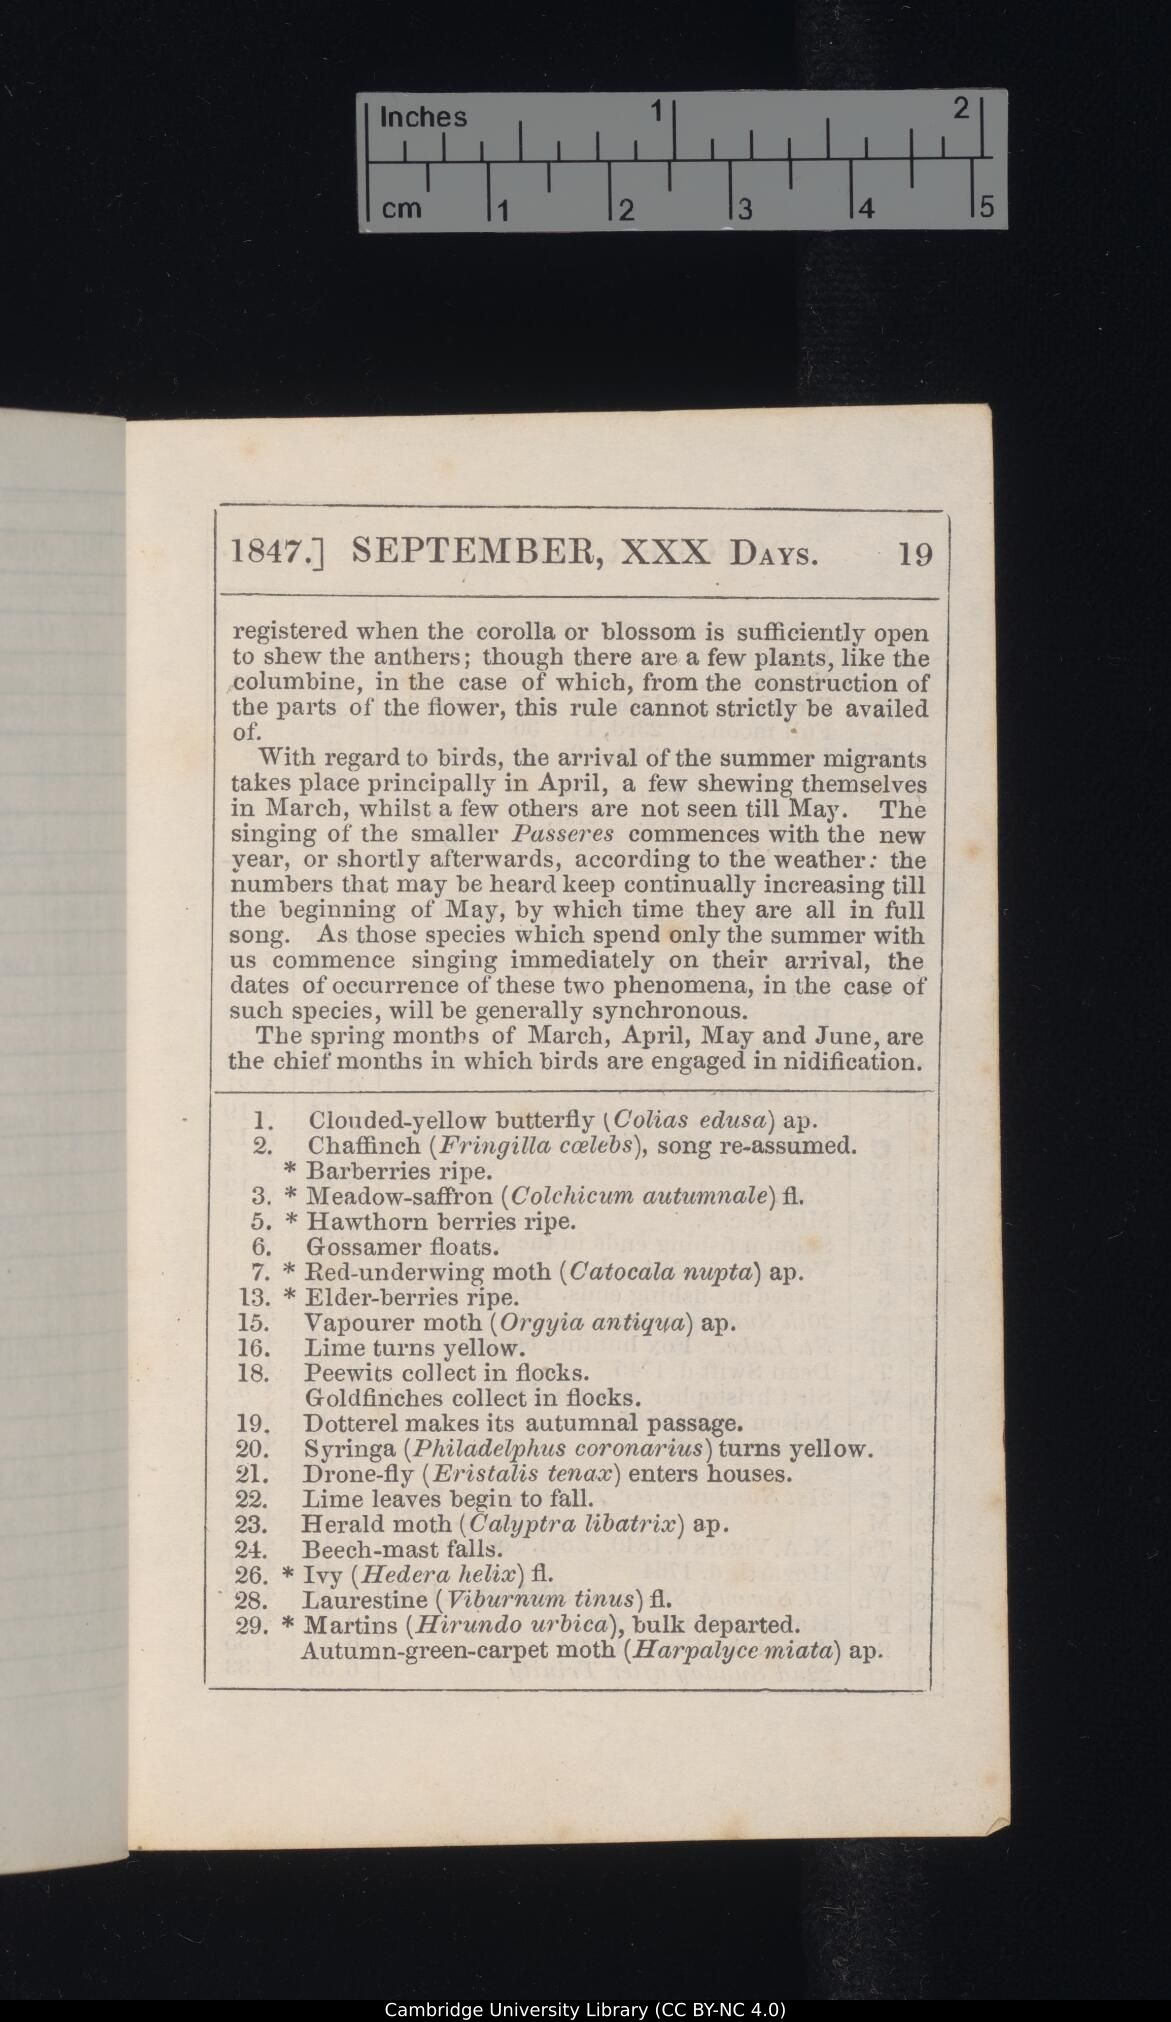 Inches 1 2
cm 1 2 3 4 5
1847.] SEPTEMBER, XXX DAYS. 19
registered when the corolla or blossom is sufficiently open
to shew the anthers; though there are a few plants, like the
columbine, in the case of which, from the construction of
the parts of the flower, this rule cannot strictly be availed
of.
With regard to birds, the arrival of the summer migrants
takes place principally in April, a few shewing themselves
in March, whilst a few others are not seen till May. The
singing of the smaller Passeres commences with the new
year, or shortly afterwards, according to the weather: the
numbers that may be heard keep continually increasing till
the beginning of May, by which time they are all in full
song. As those species which spend only the summer with
us commence singing immediately on their arrival, the
dates of occurrence of these two phenomena, in the case of
such species, will be generally synchronous.
The spring months of March, April, May and June, are
the chief months in which birds are engaged in nidification.
1. Clouded-yellow butterfly (Colias edusa) ap.
2. Chaffinch (Fringilla cœlebs), song re-assumed.
* Barberries ripe.
3. * Meadow-saffron (Colchicum autumnale) fl.
5. * Hawthorn berries ripe.
6. Gossamer floats.
7. * Red-underwing moth (Catocala nupta) ap.
13. * Elder-berries ripe.
15. Vapourer moth (Orgyia antiqua) ap.
16. Lime turns yellow.
18. Peewits collect in flocks.
Goldfinches collect in flocks.
19. Dotterel makes its autumnal passage.
20. Syringa (Philadelphus coronarius) turns yellow.
21. Drone-fly (Eristalis tenax) enters houses.
22. Lime leaves begin to fall.
23. Herald moth (Calyptra libatrix) ap.
24. Beech-mast falls.
26. * Ivy (Hedera helix) fl.
28. Laurestine (Viburnum tinus) fl.
29. * Martins (Hirundo urbica), bulk departed.
Autumn-green-carpet moth (Harpalyce miata) ap.
Cambridge University Library (CC BY-NC 4.0)